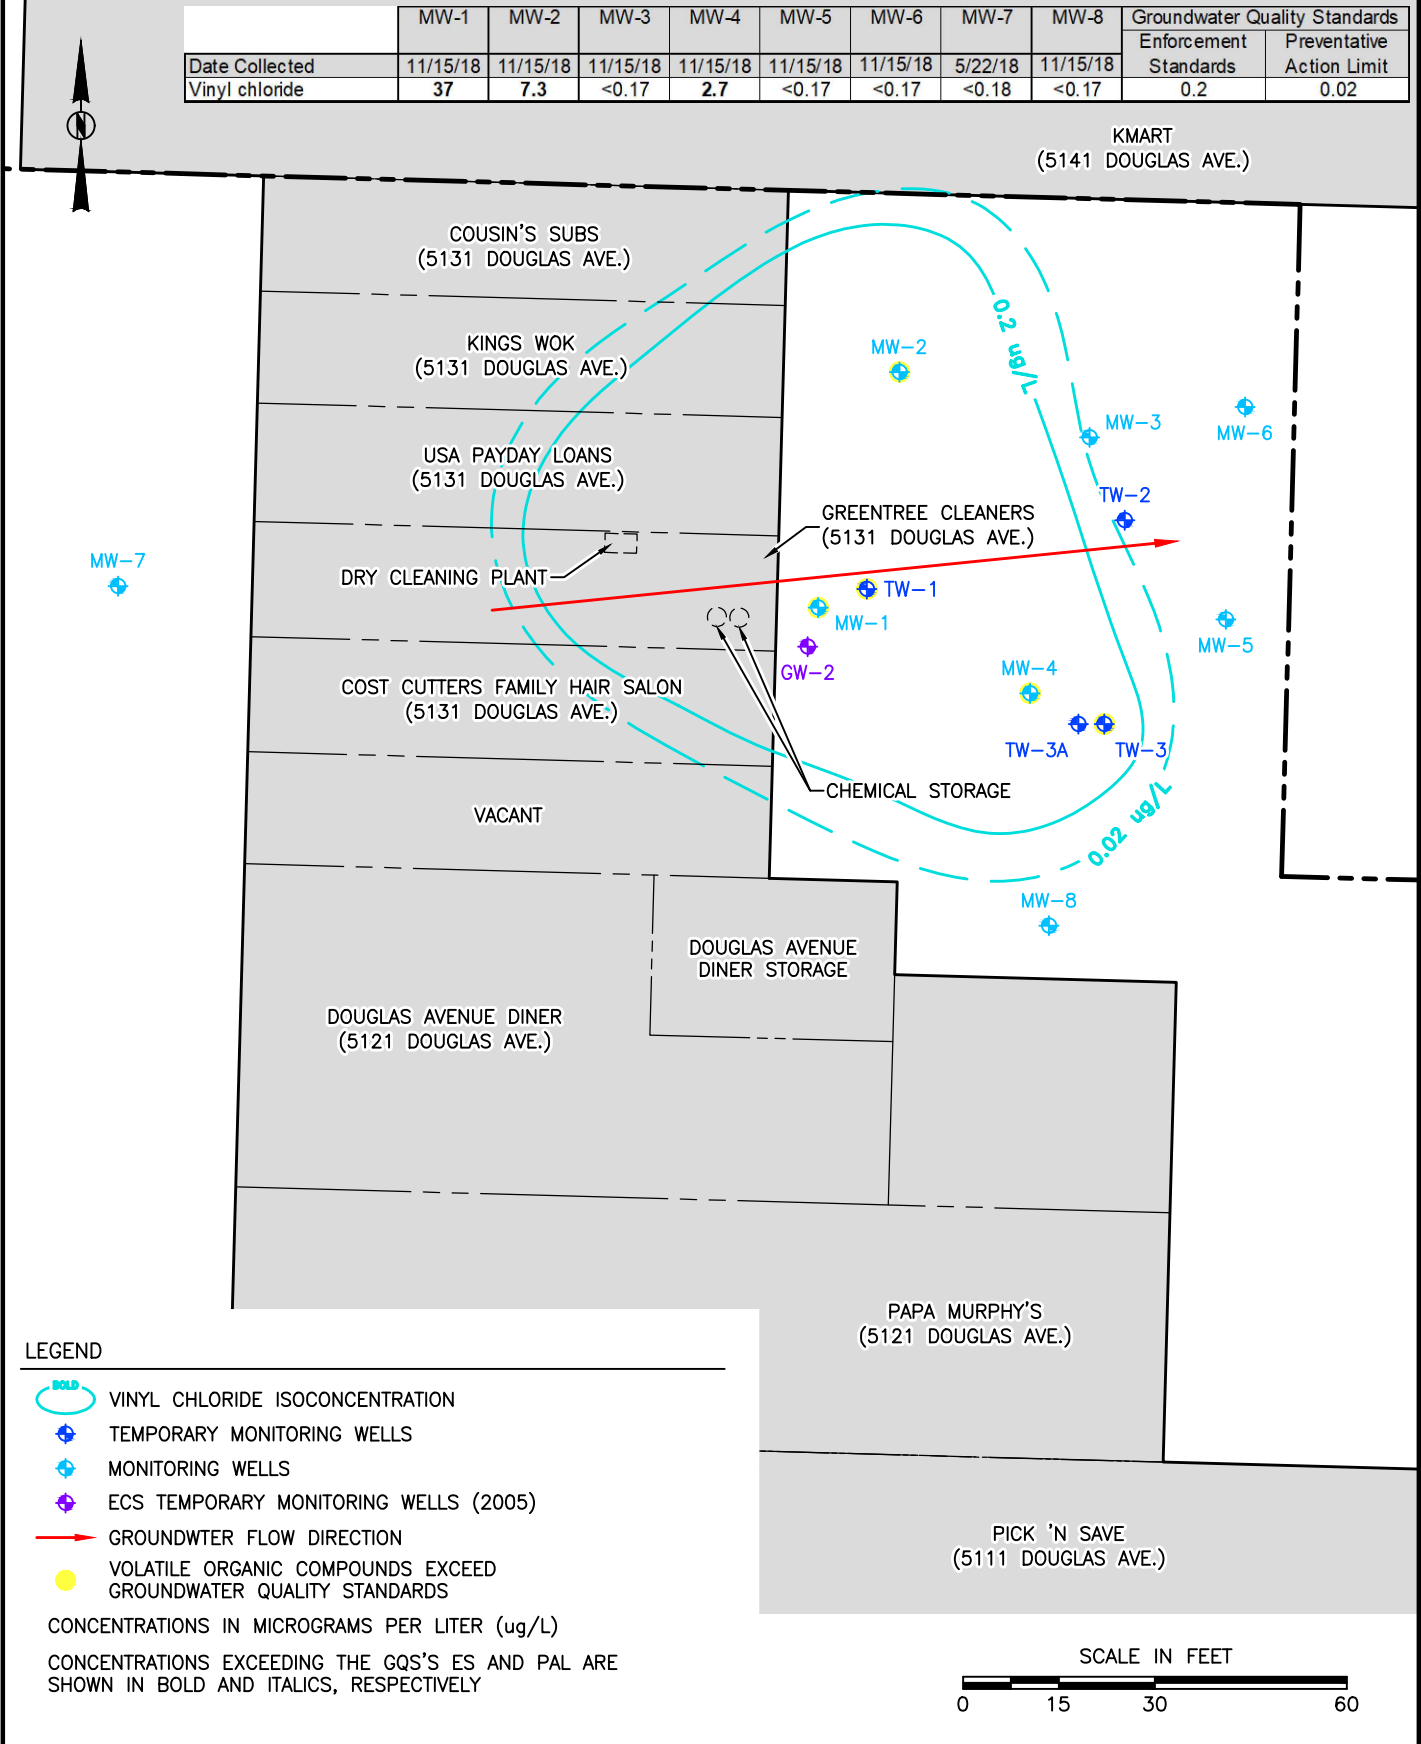 MW-1 MW-2 MW-3 MW-4 MW-5 MW-6 MW-7 MW-8 Groundwater Quality Standards
Enforcement Preventative
Date Collected 11/15/18 11/15/18 11/15/18 11/15/18 11/15/18 11/15/18 5/22/18 11/15/18 Standards Action Limit
Vinyl chloride 37 7.3 <0.17 2.7 <0.17 <0.17 <0.18 <0.17 0.2 0.02
N
KMART
(5141 DOUGLAS AVE.)
COUSIN'S SUBS
(5131 DOUGLAS AVE.)
KINGS WOK
(5131 DOUGLAS AVE.)
USA PAYDAY LOANS
(5131 DOUGLAS AVE.)
0.2 ug/L
MW-2
MW-3
MW-6
TW-2
GREENTREE CLEANERS
(5131 DOUGLAS AVE.)
MW-7
DRY CLEANING PLANT
TW-1
MW-1
MW-5
GW-2
MW-4
COST CUTTERS FAMILY HAIR SALON
(5131 DOUGLAS AVE.)
TW-3A
TW-3
CHEMICAL STORAGE
0.02 ug/L
VACANT
MW-8
DOUGLAS AVENUE
DINER STORAGE
DOUGLAS AVENUE DINER
(5121 DOUGLAS AVE.)
PAPA MURPHY'S
(5121 DOUGLAS AVE.)
PICK 'N SAVE
(5111 DOUGLAS AVE.)
LEGEND
BOLD
VINYL CHLORIDE ISOCONCENTRATION
TEMPORARY MONITORING WELLS
MONITORING WELLS
ECS TEMPORARY MONITORING WELLS (2005)
GROUNDWTER FLOW DIRECTION
VOLATILE ORGANIC COMPOUNDS EXCEED
GROUNDWATER QUALITY STANDARDS
CONCENTRATIONS IN MICROGRAMS PER LITER (ug/L)
CONCENTRATIONS EXCEEDING THE GQS'S ES AND PAL ARE
SHOWN IN BOLD AND ITALICS, RESPECTIVELY
SCALE IN FEET
0 15 30 60